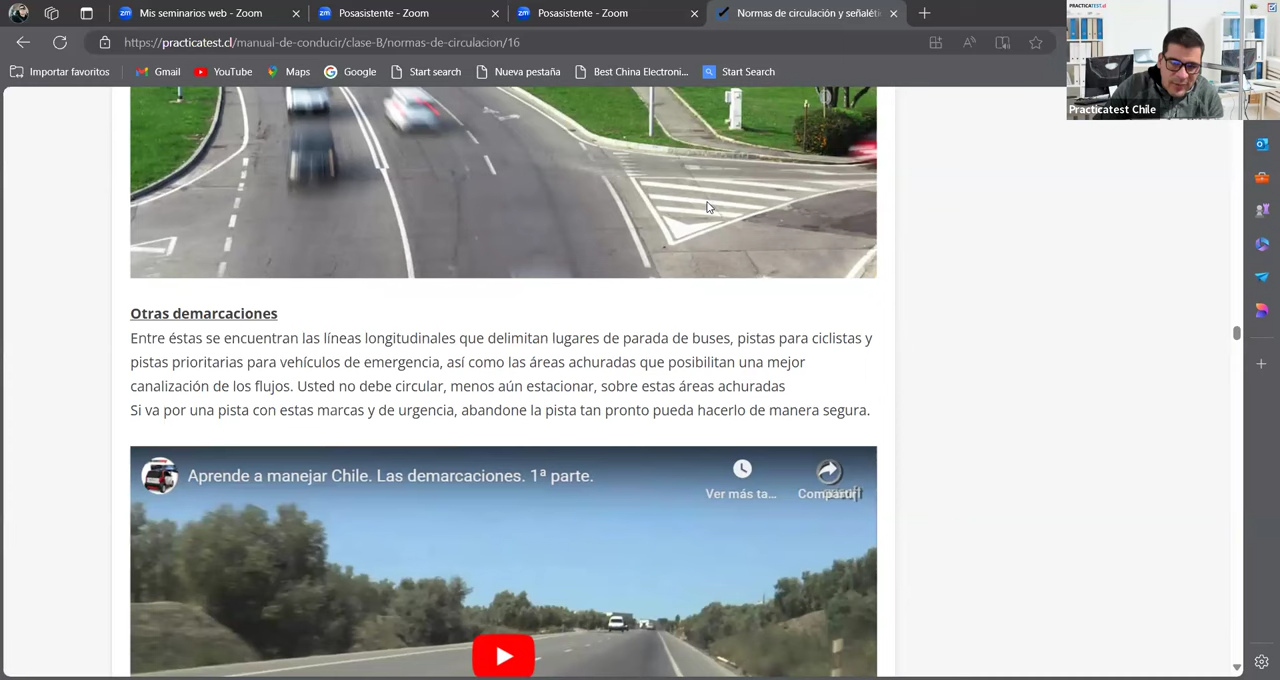 Mis seminarios web - Zoom
Posasistente - Zoom
Posasistente - Zoom
Normas de circulación y señaléti
https://practicatest.cl/manual-de-conducir/clase-B/normas-de-circulacion/16
Importar favoritos
Gmail
YouTube
Maps
Google
Start search
Nueva pestaña
Best China Electroni...
Start Search
PRACTICATEST.cl
Practicatest Chile
Otras demarcaciones
Entre éstas se encuentran las líneas longitudinales que delimitan lugares de parada de buses, pistas para ciclistas y
pistas prioritarias para vehículos de emergencia, así como las áreas achuradas que posibilitan una mejor
canalización de los flujos. Usted no debe circular, menos aún estacionar, sobre estas áreas achuradas
Si va por una pista con estas marcas y de urgencia, abandone la pista tan pronto pueda hacerlo de manera segura.
Aprende a manejar Chile. Las demarcaciones. 1ª parte.
Ver más ta...
Compartir